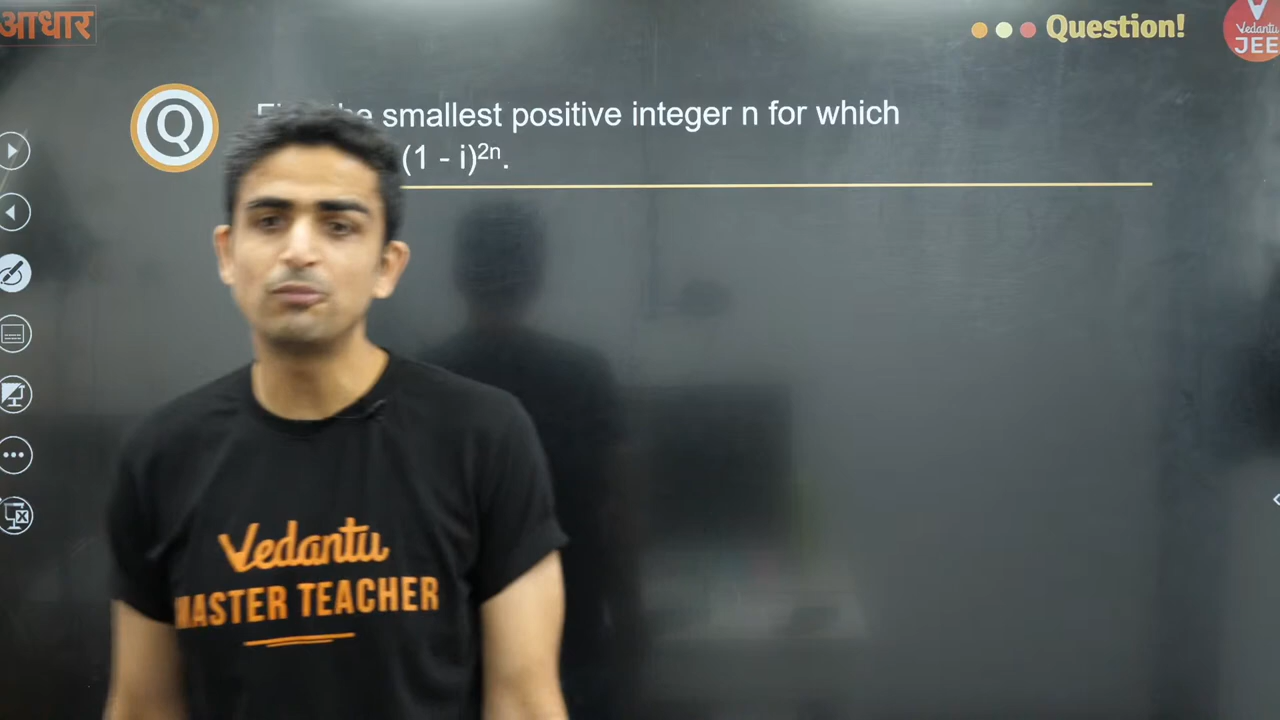 आधार
Question!
Vedantu
JEE
Q
smallest positive integer n for which
(1 - i)²ⁿ.
Vedantu
MASTER TEACHER